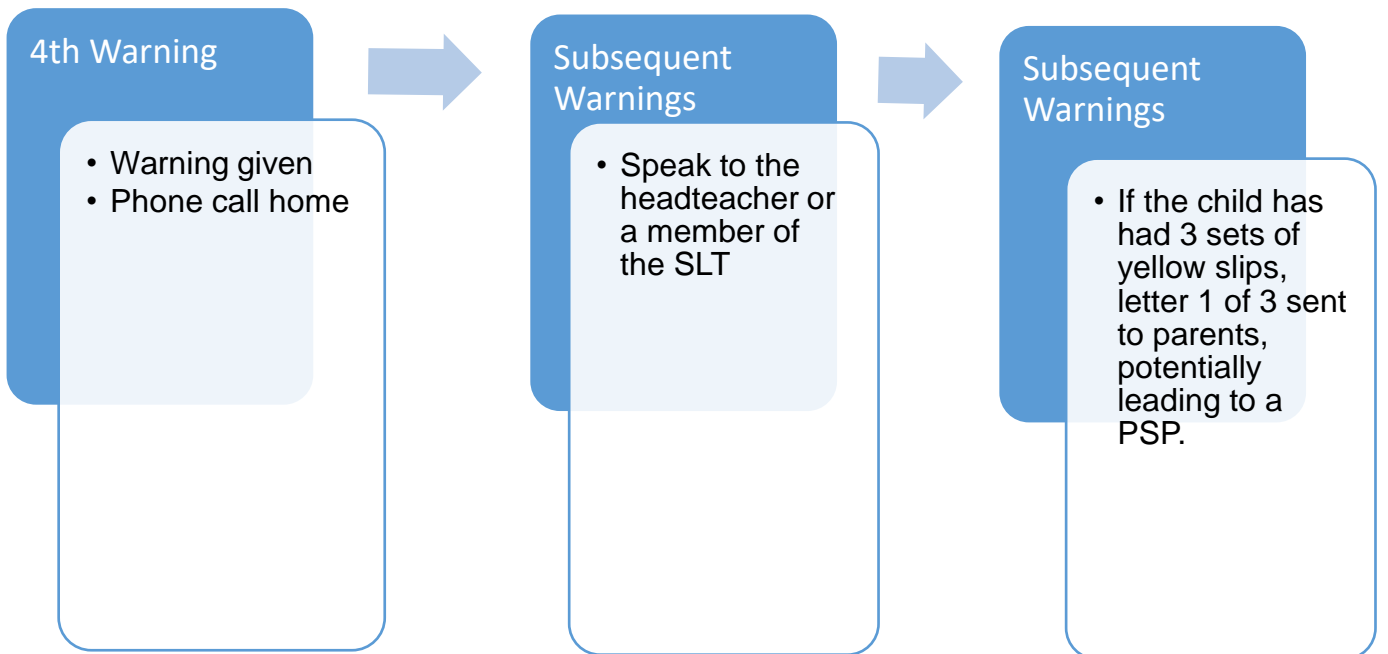 4th Warning
• Warning given
• Phone call home
Subsequent
Warnings
• Speak to the
headteacher or
a member of
the SLT
Subsequent
Warnings
• If the child has
had 3 sets of
yellow slips,
letter 1 of 3 sent
to parents,
potentially
leading to a
PSP.